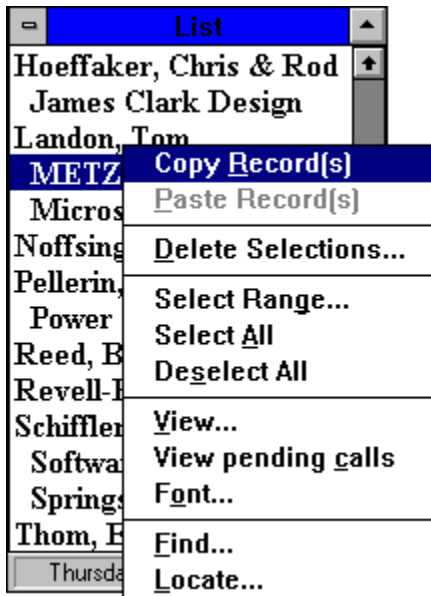 List
Hoeffaker, Chris & Rod
James Clark Design
Landon, Tom
METZ
Micros
Noffsing
Pellerin,
Power
Reed, B
Revell-
Schiffler
Softwa
Springs
Thom, E
Thursda
Copy Record(s)
Paste Record(s)
Delete Selections...
Select Range...
Select All
Deselect All
View...
View pending calls
Font...
Find...
Locate...